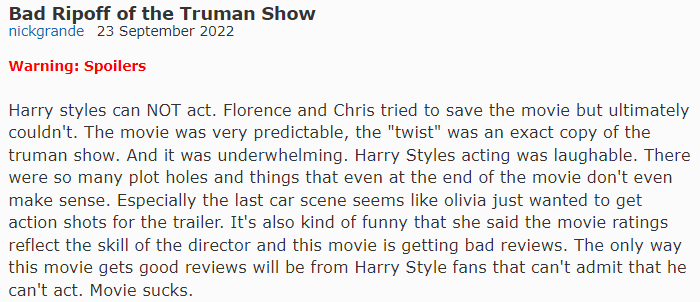 Bad Ripoff of the Truman Show
nickgrande 23 September 2022
Warning: Spoilers
Harry styles can NOT act. Florence and Chris tried to save the movie but ultimately
couldn't. The movie was very predictable, the "twist" was an exact copy of the
truman show. And it was underwhelming. Harry Styles acting was laughable. There
were so many plot holes and things that even at the end of the movie don't even
make sense. Especially the last car scene seems like olivia just wanted to get
action shots for the trailer. It's also kind of funny that she said the movie ratings
reflect the skill of the director and this movie is getting bad reviews. The only way
this movie gets good reviews will be from Harry Style fans that can't admit that he
can't act. Movie sucks.